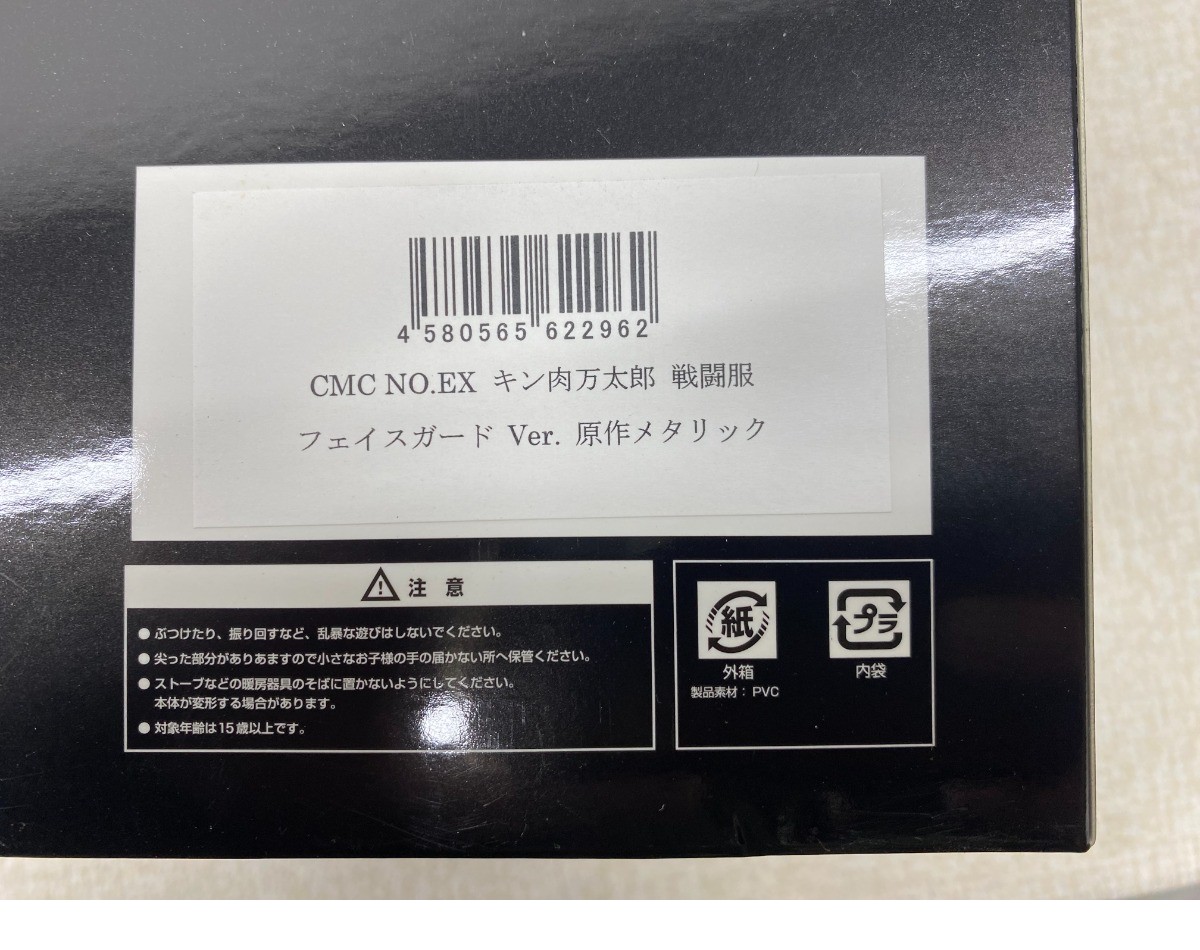 4 580565 622962
CMC NO.EX キン肉万太郎 戦闘服
フェイスガード Ver. 原作メタリック
注 意
● ぶつけたり、振り回すなど、乱暴な遊びはしないでください。
● 尖った部分がありあますので小さなお子様の手の届かない所へ保管ください。
● ストーブなどの暖房器具のそばに置かないようにしてください。
本体が変形する場合があります。
● 対象年齢は15歳以上です。
紙
外箱
製品素材：PVC
プラ
内袋